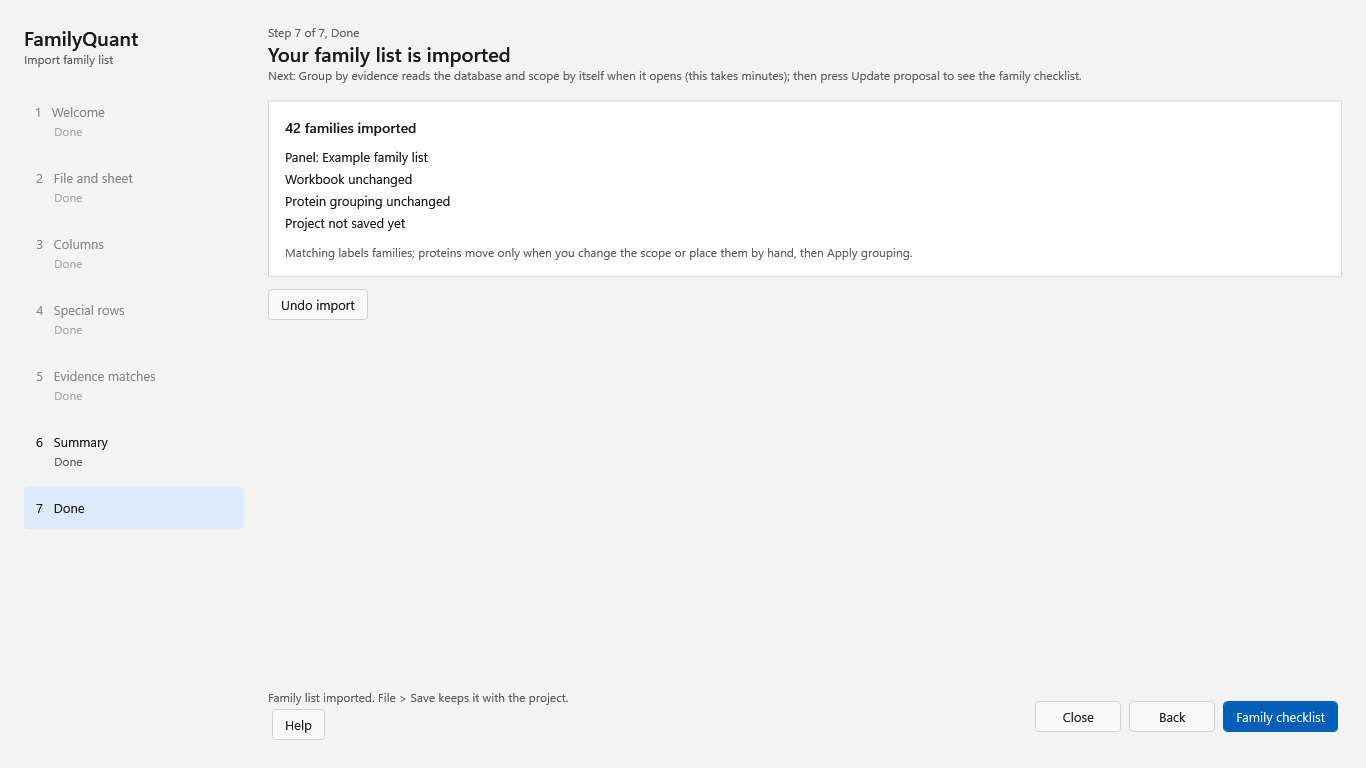 FamilyQuant
Import family list
1 Welcome
Done
2 File and sheet
Done
3 Columns
Done
4 Special rows
Done
5 Evidence matches
Done
6 Summary
Done
7 Done
Step 7 of 7, Done
Your family list is imported
Next: Group by evidence reads the database and scope by itself when it opens (this takes minutes); then press Update proposal to see the family checklist.
42 families imported
Panel: Example family list
Workbook unchanged
Protein grouping unchanged
Project not saved yet
Matching labels families; proteins move only when you change the scope or place them by hand, then Apply grouping.
Undo import
Family list imported. File > Save keeps it with the project.
Help
Close
Back
Family checklist